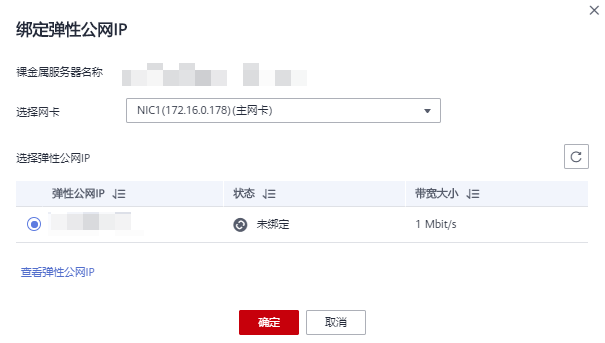 绑定弹性公网IP
裸金属服务器名称
选择网卡 NIC1(172.16.0.178)(主网卡)
选择弹性公网IP
弹性公网IP 状态 带宽大小
未绑定 1 Mbit/s
查看弹性公网IP
确定 取消